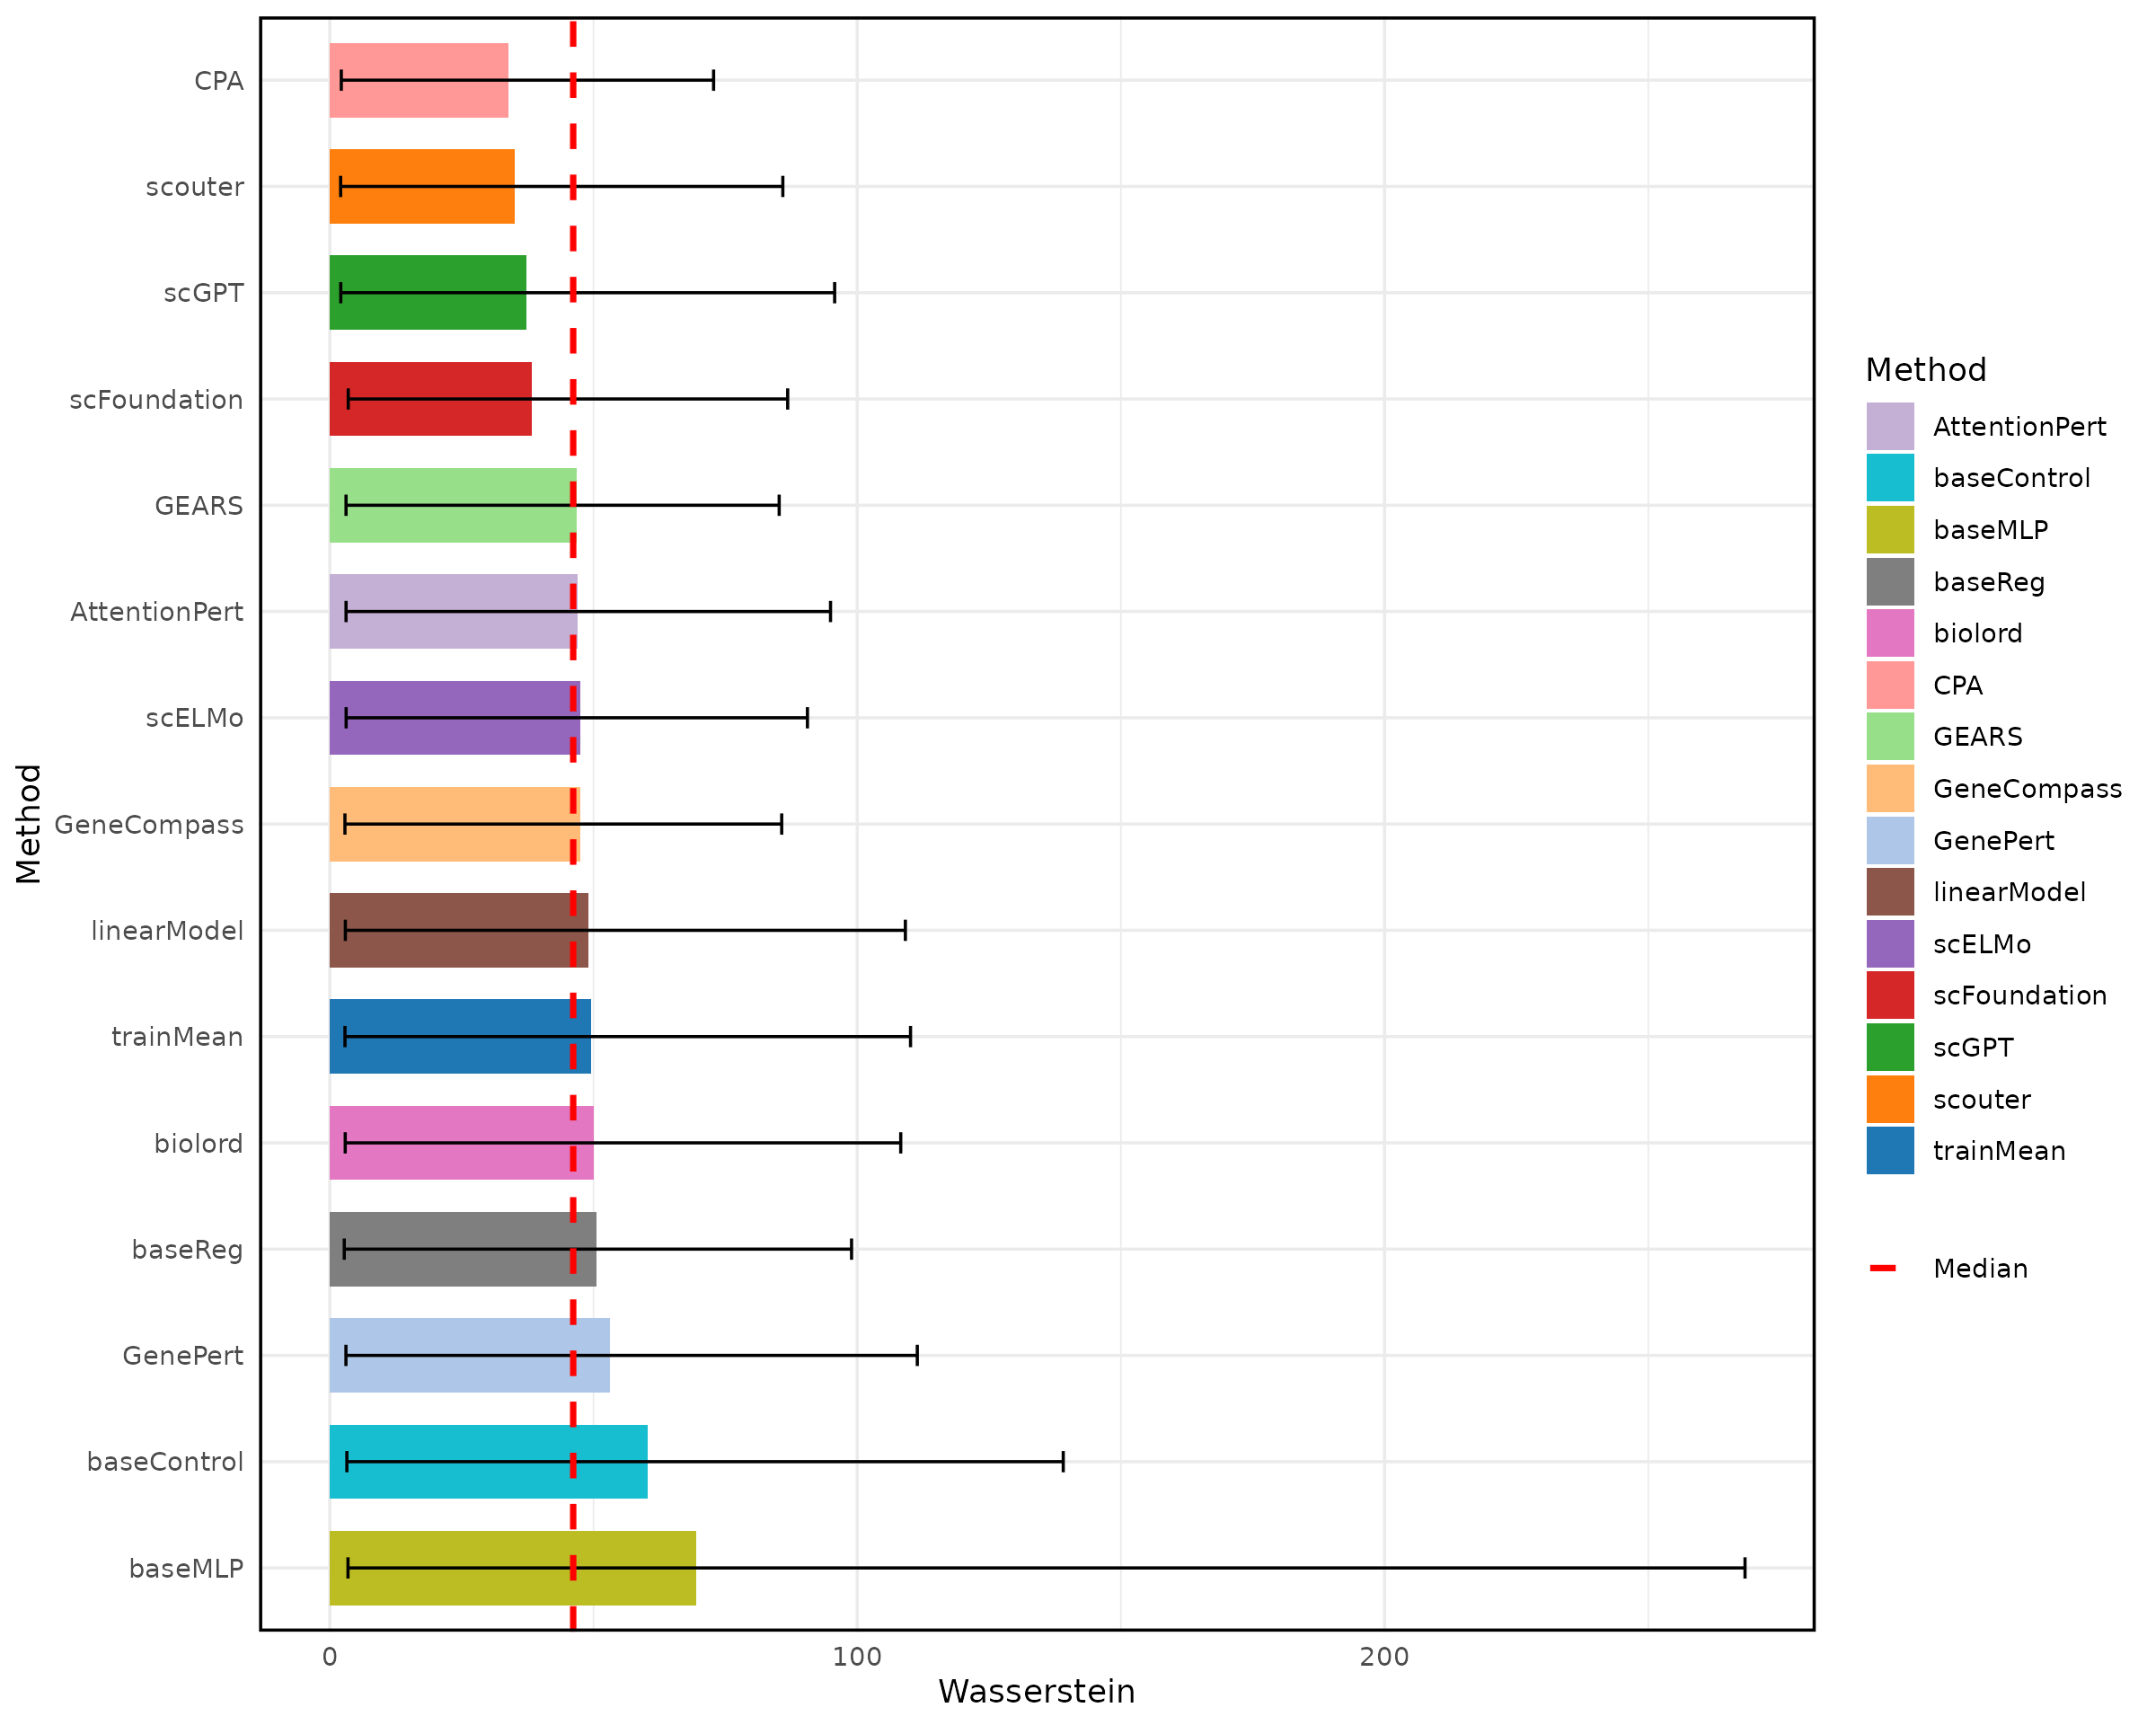 Method
CPA
scouter
scGPT
scFoundation
GEARS
AttentionPert
scELMo
GeneCompass
linearModel
trainMean
biolord
baseReg
GenePert
baseControl
baseMLP
0
100
200
Wasserstein
Method
AttentionPert
baseControl
baseMLP
baseReg
biolord
CPA
GEARS
GeneCompass
GenePert
linearModel
scELMo
scFoundation
scGPT
scouter
trainMean
Median